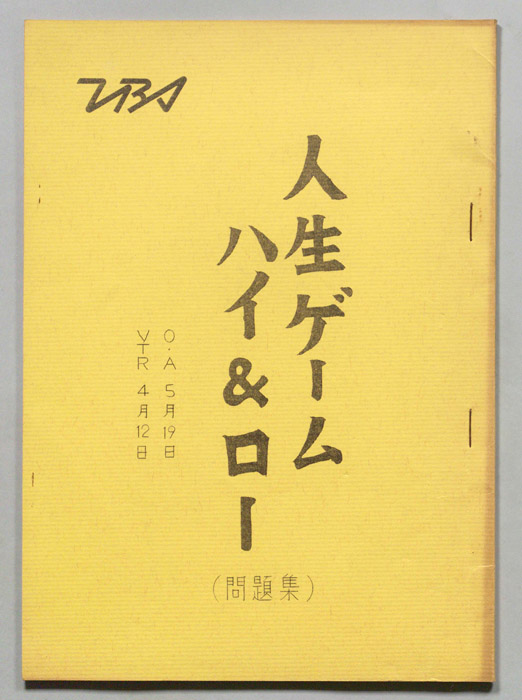 TBS
人生ゲーム
ハイ&ロー
(問題集)
O.A 5月19日
VTR 4月12日